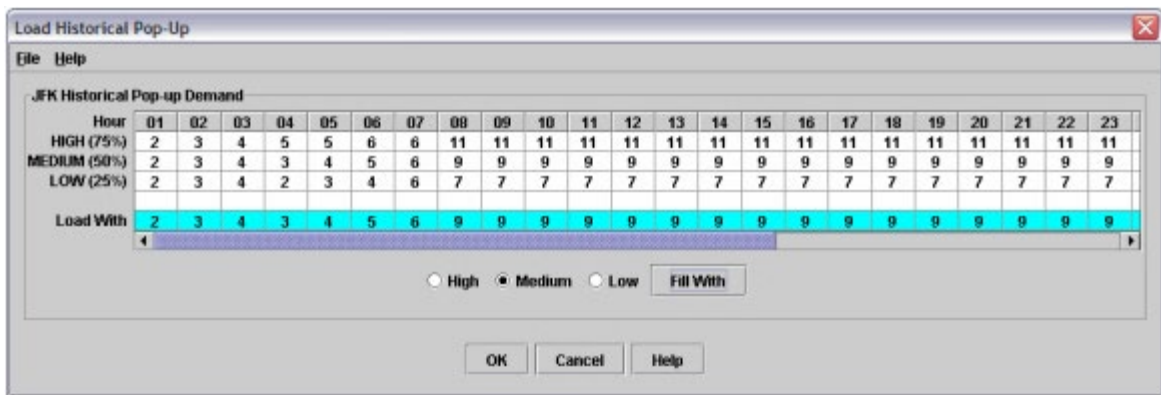 Load Historical Pop-Up
File Help
JFK Historical Pop-up Demand
Hour 01 02 03 04 05 06 07 08 09 10 11 12 13 14 15 16 17 18 19 20 21 22 23
HIGH (75%) 2 3 4 5 5 6 6 11 11 11 11 11 11 11 11 11 11 11 11 11 11 11 11
MEDIUM (50%) 2 3 4 3 4 5 6 9 9 9 9 9 9 9 9 9 9 9 9 9 9 9 9
LOW (25%) 2 3 4 2 3 4 6 7 7 7 7 7 7 7 7 7 7 7 7 7 7 7 7
Load With 2 3 4 3 4 5 6 9 9 9 9 9 9 9 9 9 9 9 9 9 9 9 9
High Medium Low Fill With
OK Cancel Help